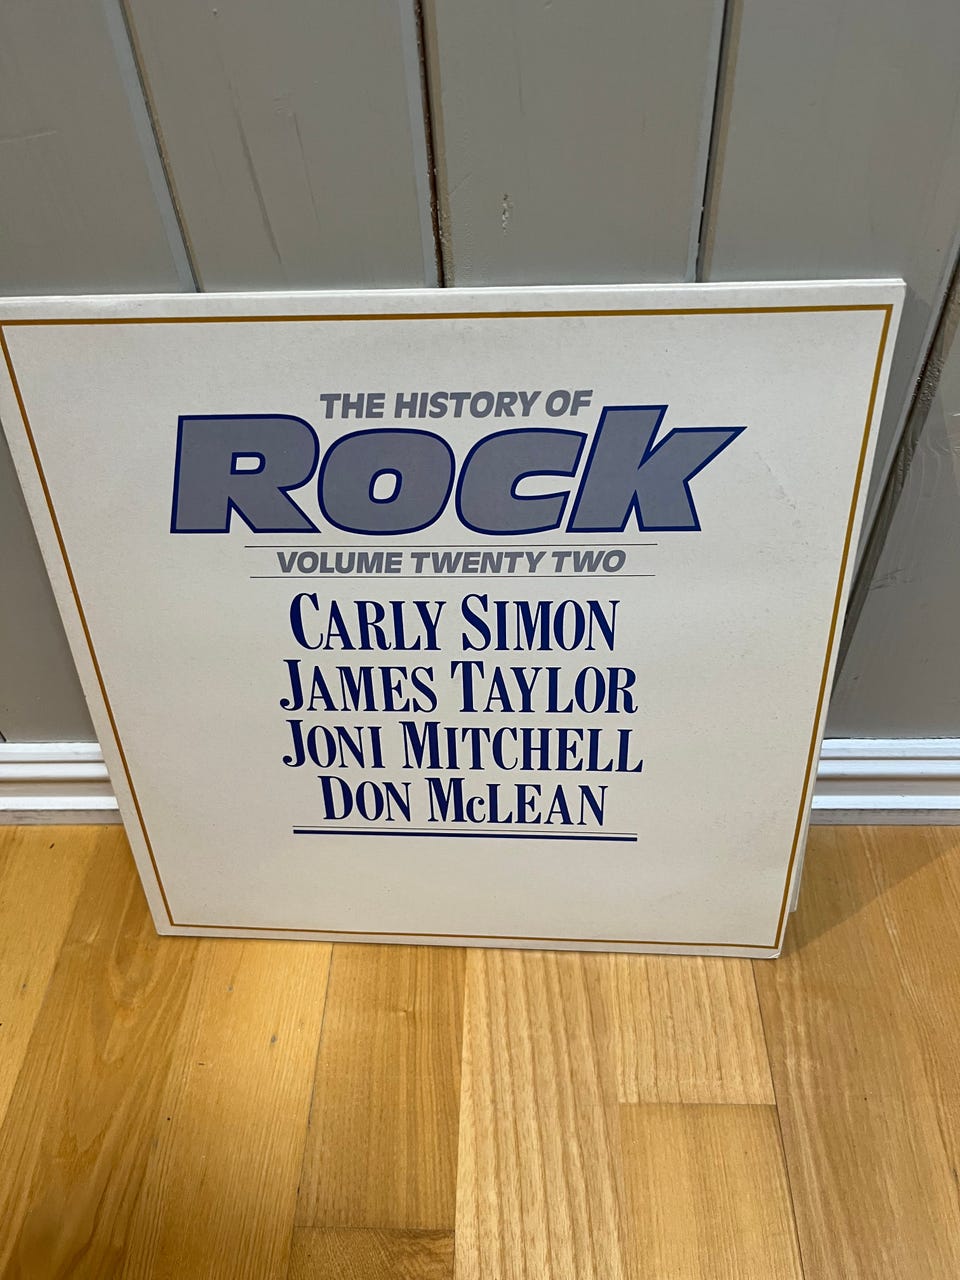 THE HISTORY OF
ROCK
VOLUME TWENTY TWO
CARLY SIMON
JAMES TAYLOR
JONI MITCHELL
DON McLEAN